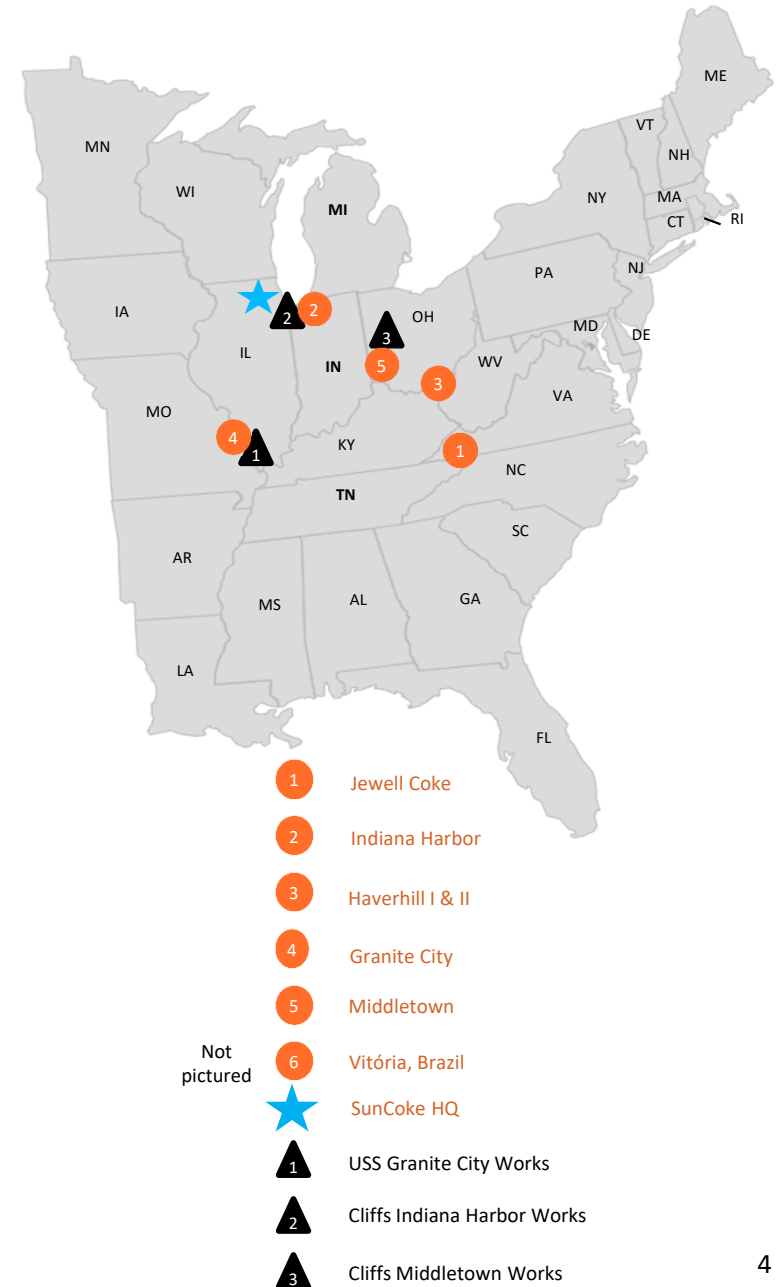 ME
VT
MN
NH
WI
MA
NY
MI
CT
RI
PA
NJ
2
2
IA
OH
3
MD
DE
IL
WV
5
IN
3
VA
MO
4
KY
1
1
NC
TN
SC
AR
MS
AL
GA
LA
FL
1 Jewell Coke
2 Indiana Harbor
3 Haverhill I & II
4 Granite City
5 Middletown
Not
pictured
6 Vitória, Brazil
SunCoke HQ
1 USS Granite City Works
2 Cliffs Indiana Harbor Works
3 Cliffs Middletown Works
4